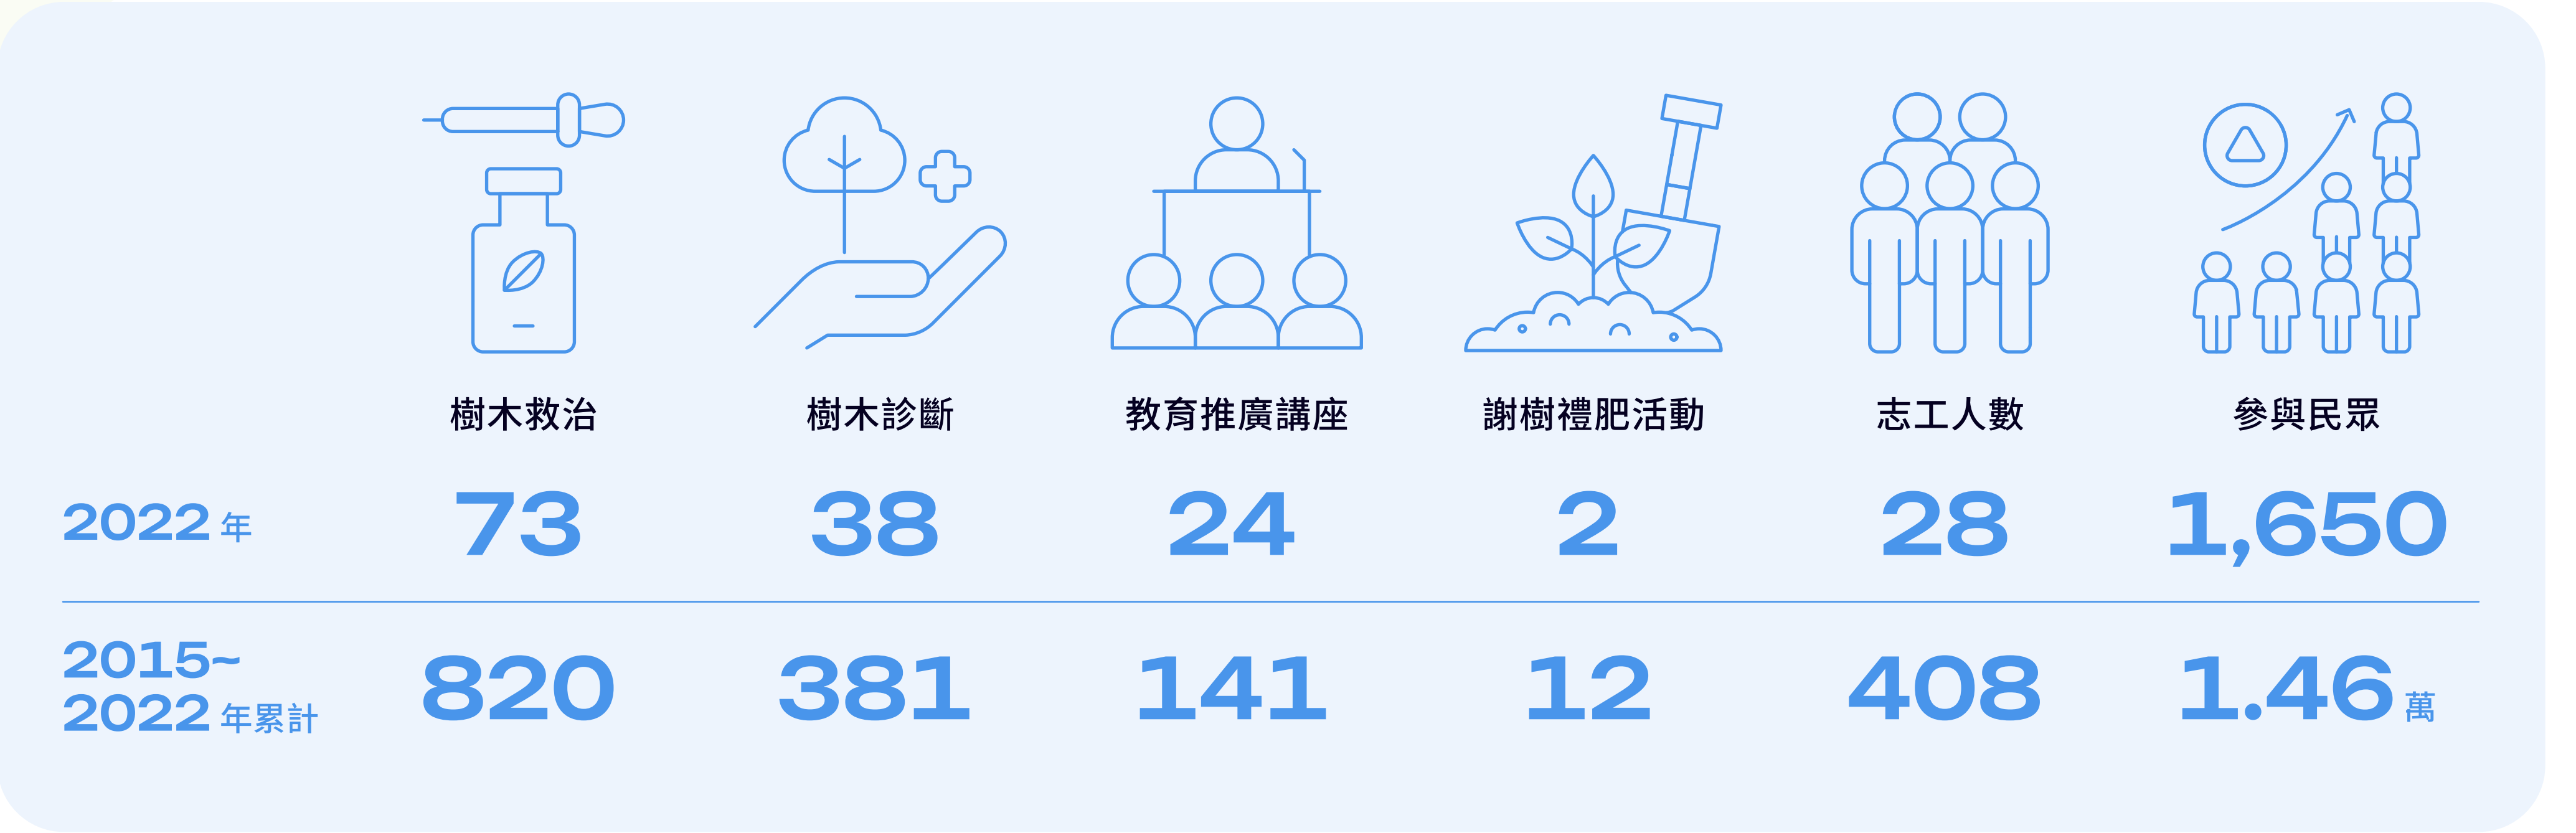 樹木救治 樹木診斷 教育推廣講座 謝樹禮肥活動 志工人數 參與民眾
2022 年 73 38 24 2 28 1,650
2015~
2022 年累計 820 381 141 12 408 1.46 萬